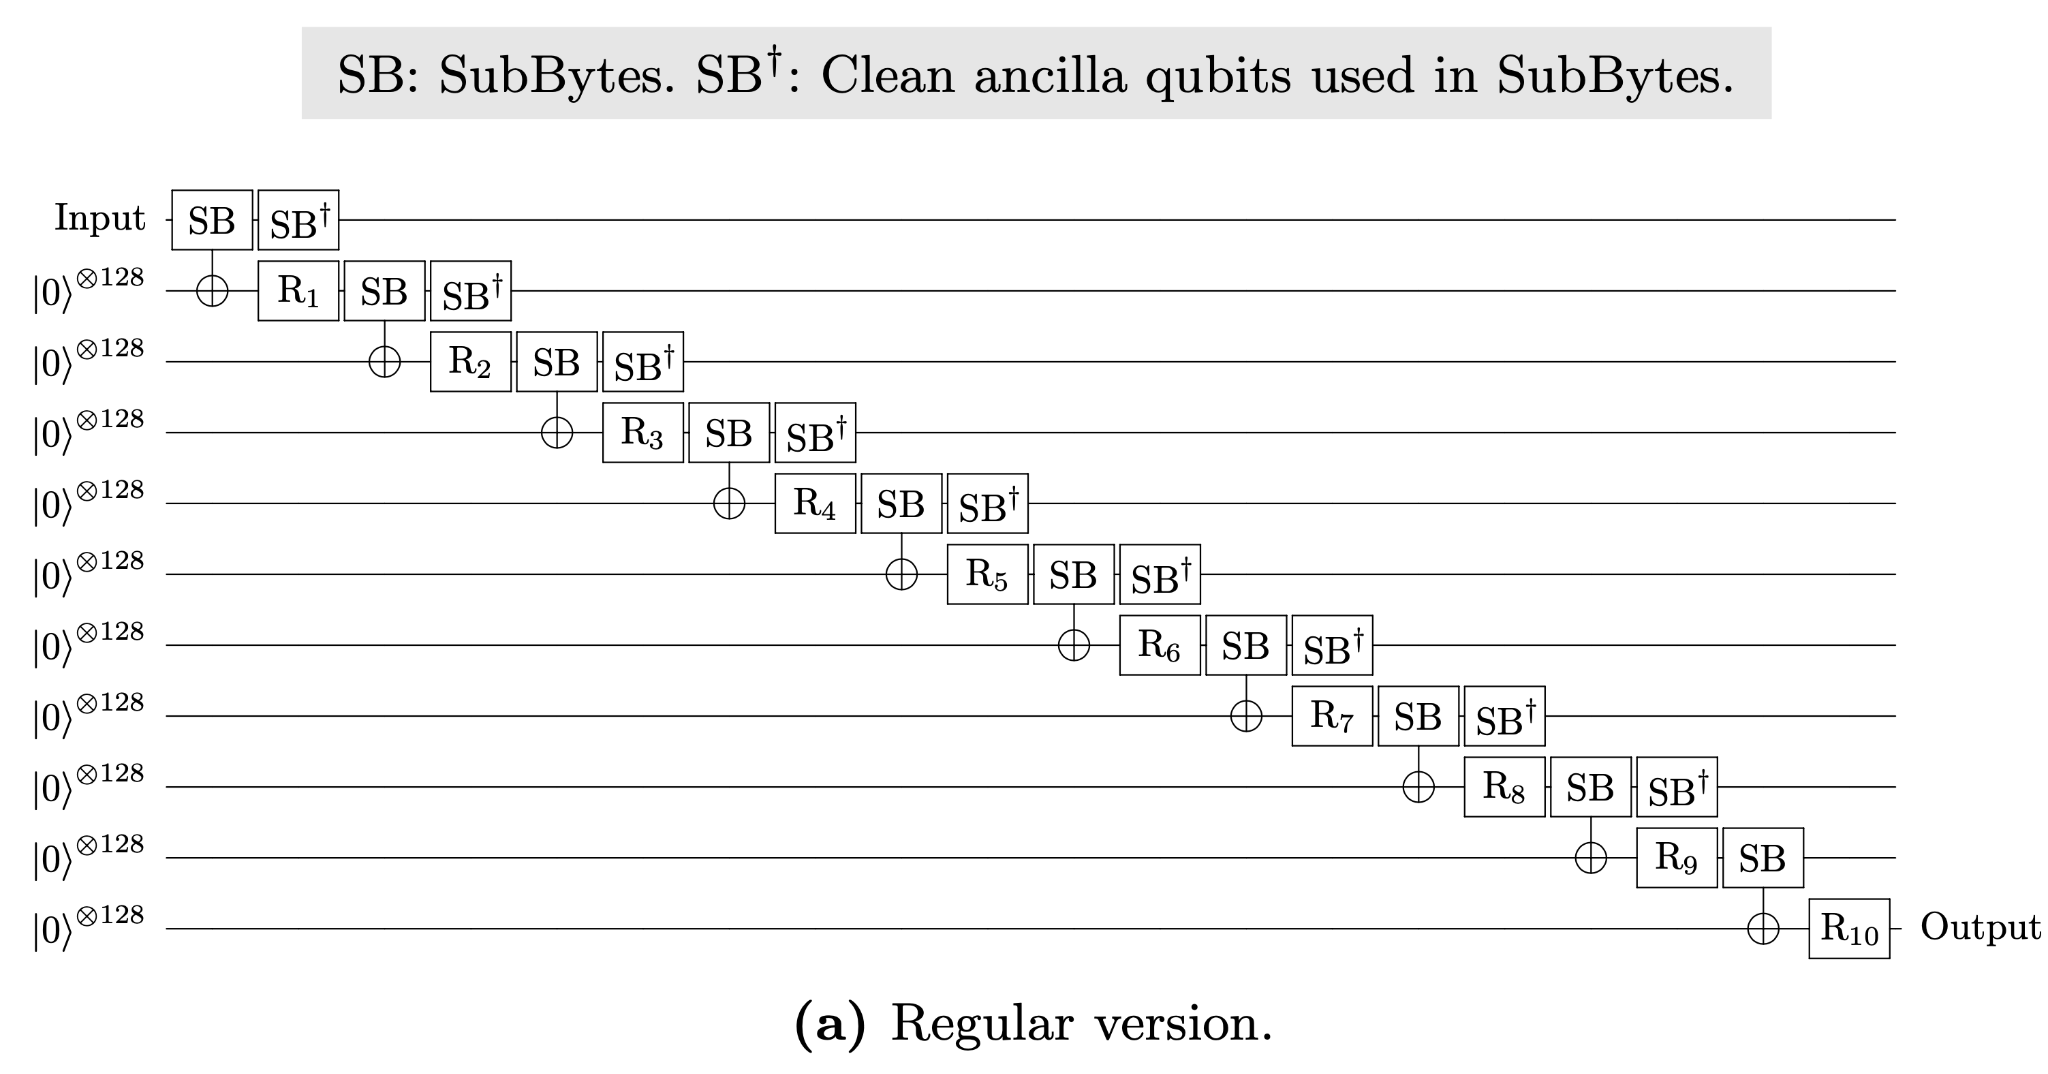 SB: SubBytes. SB†: Clean ancilla qubits used in SubBytes.
Input SB SB†
|0⟩⊗128 R1 SB SB†
|0⟩⊗128 R2 SB SB†
|0⟩⊗128 R3 SB SB†
|0⟩⊗128 R4 SB SB†
|0⟩⊗128 R5 SB SB†
|0⟩⊗128 R6 SB SB†
|0⟩⊗128 R7 SB SB†
|0⟩⊗128 R8 SB SB†
|0⟩⊗128 R9 SB
|0⟩⊗128 R10 Output
(a) Regular version.